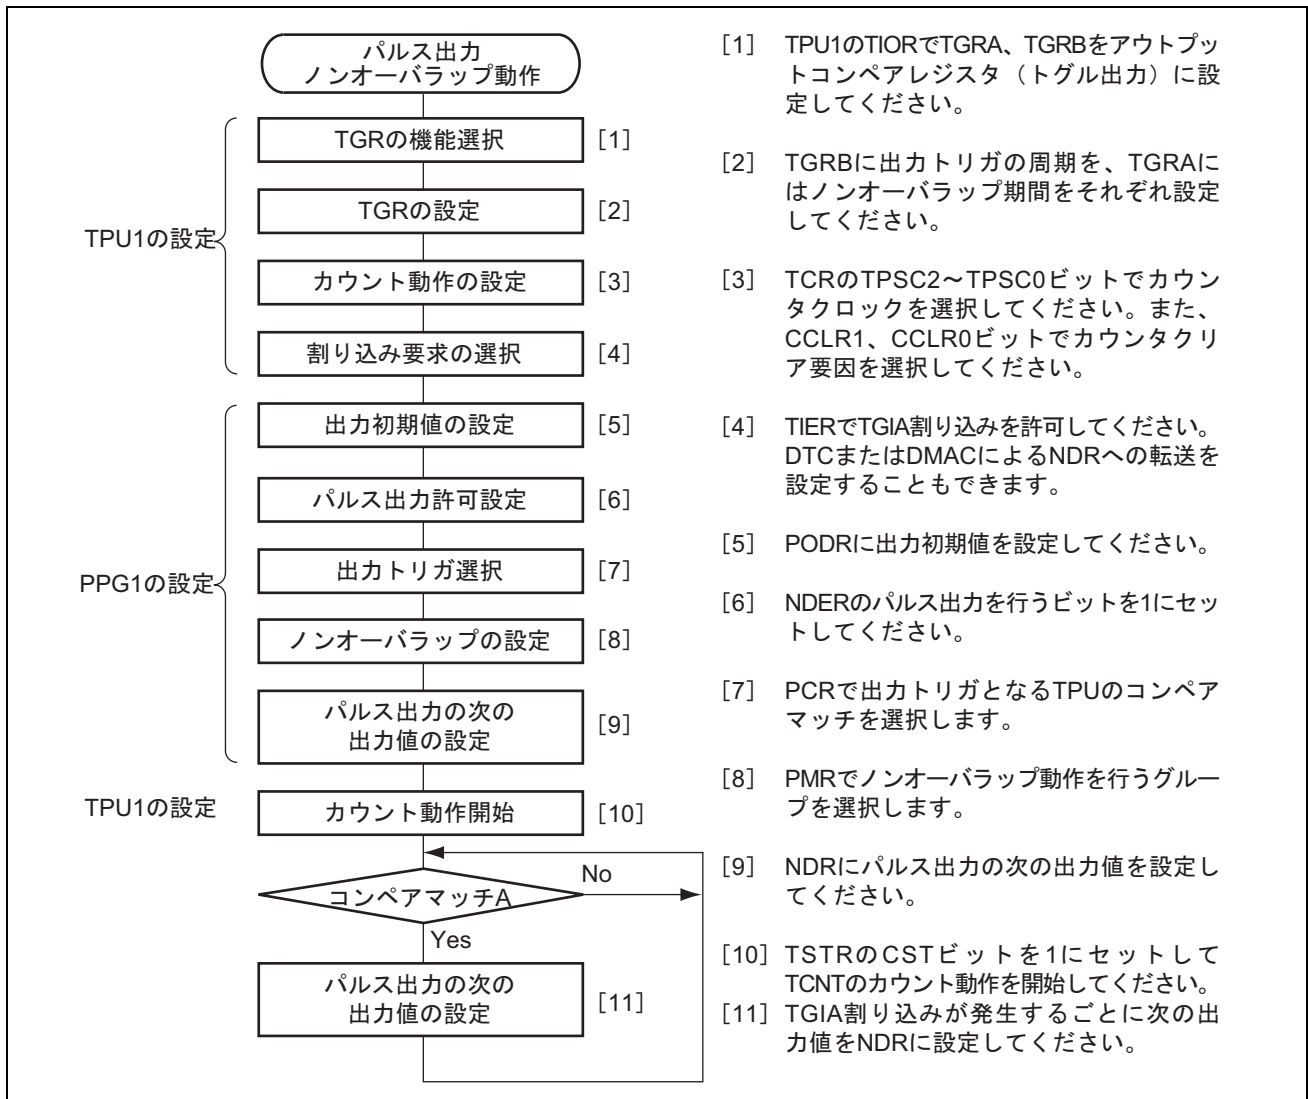 パルス出力
ノンオーバラップ動作
TPU1の設定
TGRの機能選択 [1]
TGRの設定 [2]
カウント動作の設定 [3]
割り込み要求の選択 [4]
PPG1の設定
出力初期値の設定 [5]
パルス出力許可設定 [6]
出力トリガ選択 [7]
ノンオーバラップの設定 [8]
パルス出力の次の
出力値の設定 [9]
TPU1の設定
カウント動作開始 [10]
コンペアマッチA
No
Yes
パルス出力の次の
出力値の設定 [11]
[1] TPU1のTIORでTGRA、TGRBをアウトプッ
トコンペアレジスタ（トグル出力）に設
定してください。
[2] TGRBに出力トリガの周期を、TGRAに
はノンオーバラップ期間をそれぞれ設定
してください。
[3] TCRのTPSC2～TPSC0ビットでカウン
タクロックを選択してください。また、
CCLR1、CCLR0ビットでカウンタクリ
ア要因を選択してください。
[4] TIERでTGIA割り込みを許可してください。
DTCまたはDMACによるNDRへの転送を
設定することもできます。
[5] PODRに出力初期値を設定してください。
[6] NDERのパルス出力を行うビットを1にセッ
トしてください。
[7] PCRで出力トリガとなるTPUのコンペア
マッチを選択します。
[8] PMRでノンオーバラップ動作を行うグルー
プを選択します。
[9] NDRにパルス出力の次の出力値を設定し
てください。
[10] TSTRのCSTビットを1にセットして
TCNTのカウント動作を開始してください。
[11] TGIA割り込みが発生するごとに次の出
力値をNDRに設定してください。